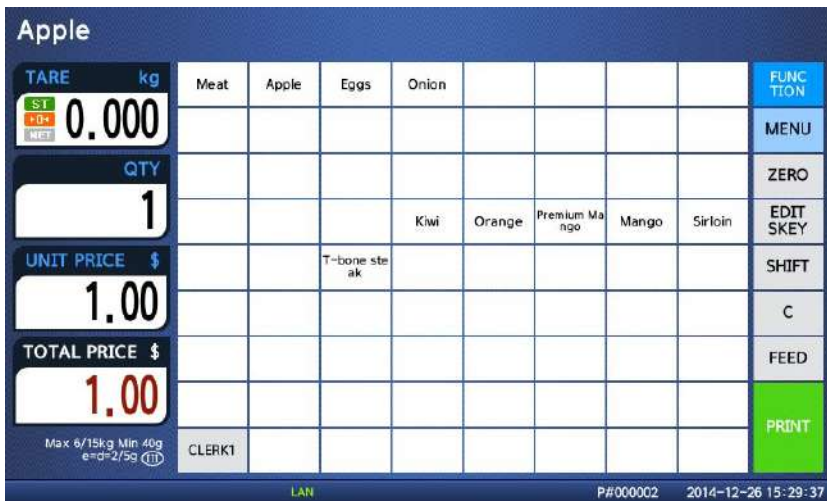 Apple
TARE kg
ST
→0←
NET
0.000
QTY
1
UNIT PRICE $
1.00
TOTAL PRICE $
1.00
Max 6/15kg Min 40g
e=d=2/5g
Meat Apple Eggs Onion
Kiwi Orange Premium Ma
ngo Mango Sirloin
T-bone ste
ak
CLERK1
FUNC
TION
MENU
ZERO
EDIT
SKEY
SHIFT
C
FEED
PRINT
LAN P#000002 2014-12-26 15:29:37